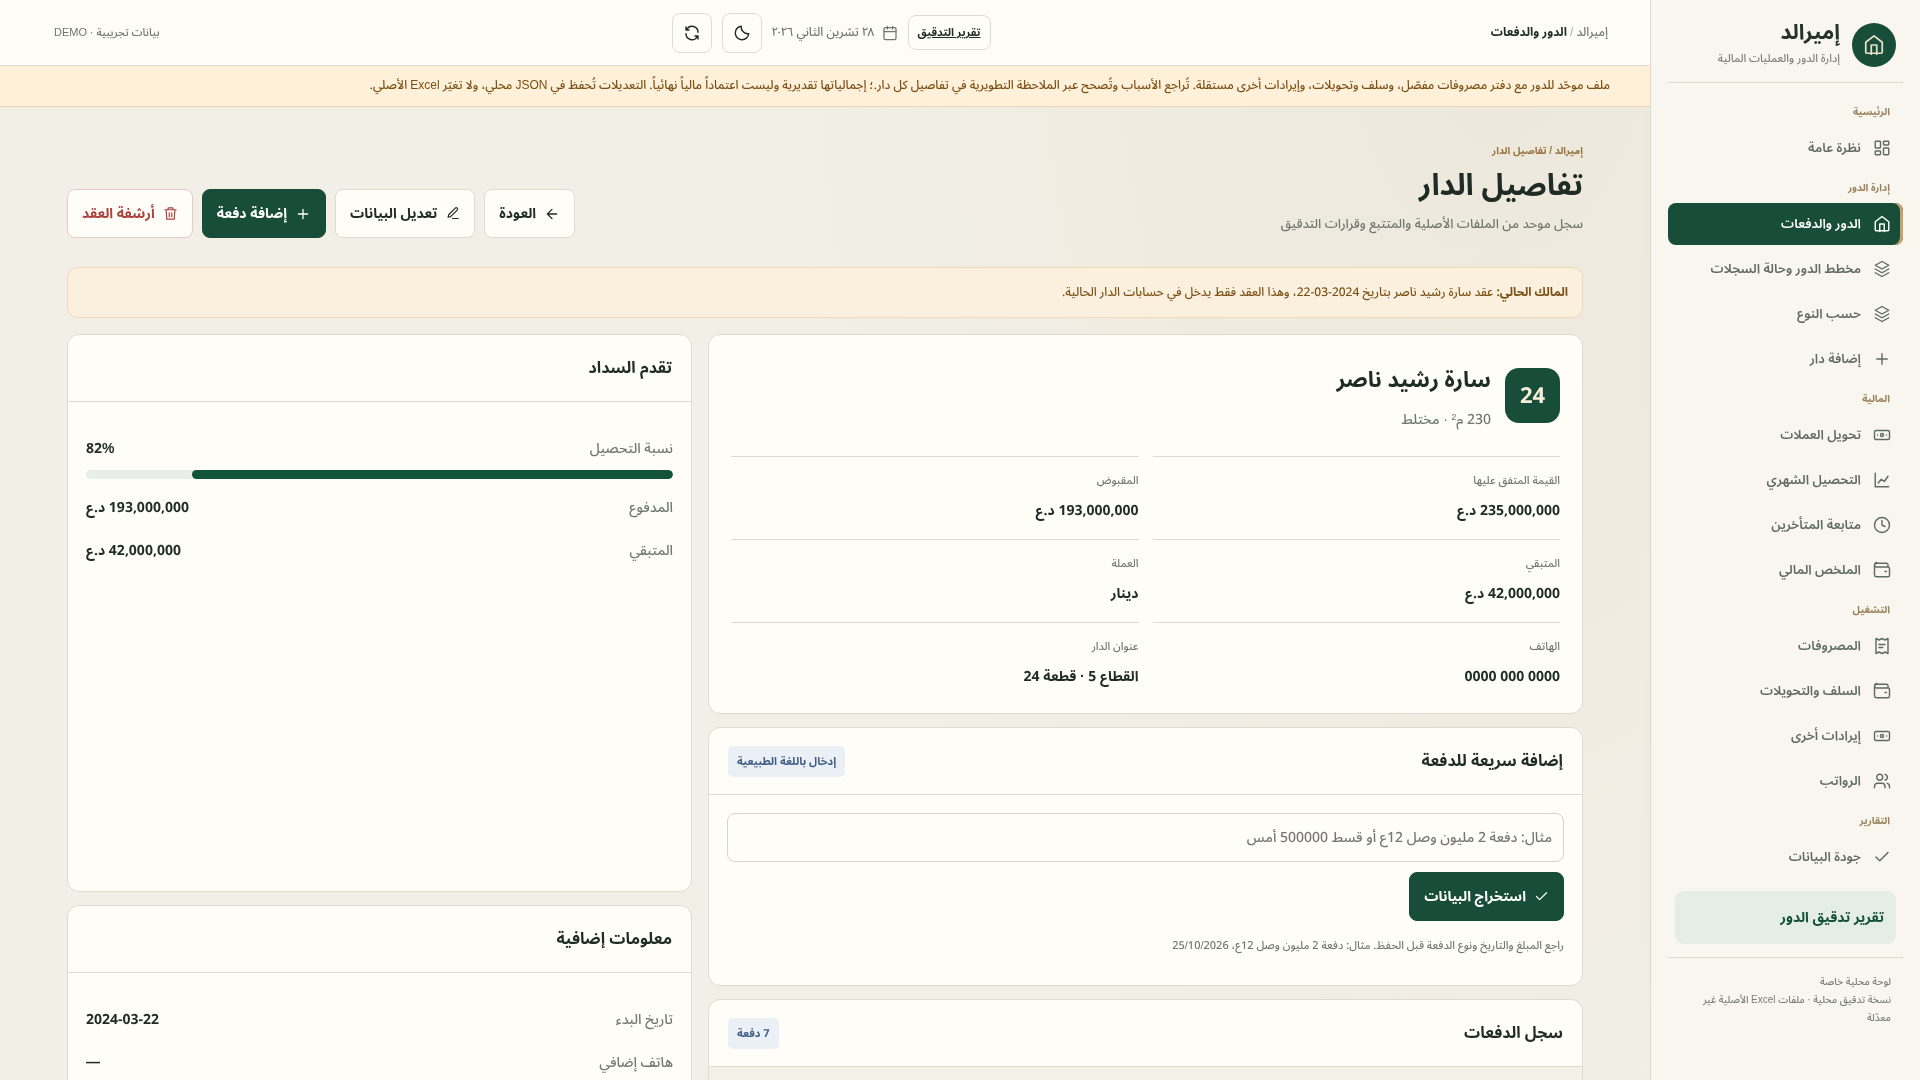 إميرالد
إدارة الدور والعمليات المالية
الرئيسية
نظرة عامة
إدارة الدور
الدور والدفعات
مخطط الدور وحالة السجلات
حسب النوع
إضافة دار
المالية
تحويل العملات
التحصيل الشهري
متابعة المتأخرين
الملخص المالي
التشغيل
المصروفات
السلف والتحويلات
إيرادات أخرى
الرواتب
التقارير
جودة البيانات
تقرير تدقيق الدور
لوحة محلية خاصة
نسخة تدقيق محلية · ملفات Excel الأصلية غير
معدّلة
إميرالد / الدور والدفعات
تقرير التدقيق
٢٨ تشرين الثاني ٢٠٢٦
بيانات تجريبية · DEMO
ملف موحّد للدور مع دفتر مصروفات مفصّل، وسلف وتحويلات، وإيرادات أخرى مستقلة. تُراجع الأسباب وتُصحح عبر الملاحظة التطويرية في تفاصيل كل دار.؛ إجمالياتها تقديرية وليست اعتماداً مالياً نهائياً. التعديلات تُحفظ في JSON محلي، ولا تغيّر Excel الأصلي.
إميرالد / تفاصيل الدار
تفاصيل الدار
سجل موحد من الملفات الأصلية والمتتبع وقرارات التدقيق
العودة
تعديل البيانات
إضافة دفعة
أرشفة العقد
المالك الحالي: عقد سارة رشيد ناصر بتاريخ 2024-03-22، وهذا العقد فقط يدخل في حسابات الدار الحالية.
24
سارة رشيد ناصر
230 م² · مختلط
القيمة المتفق عليها
235,000,000 د.ع
المقبوض
193,000,000 د.ع
المتبقي
42,000,000 د.ع
العملة
دينار
الهاتف
0000 000 0000
عنوان الدار
القطاع 5 · قطعة 24
تقدم السداد
نسبة التحصيل
82%
المدفوع
193,000,000 د.ع
المتبقي
42,000,000 د.ع
إضافة سريعة للدفعة
إدخال باللغة الطبيعية
مثال: دفعة 2 مليون وصل 12ع أو قسط 500000 أمس
استخراج البيانات
راجع المبلغ والتاريخ ونوع الدفعة قبل الحفظ. مثال: دفعة 2 مليون وصل 12ع، 25/10/2026
سجل الدفعات
7 دفعة
معلومات إضافية
تاريخ البدء
2024-03-22
هاتف إضافي
—